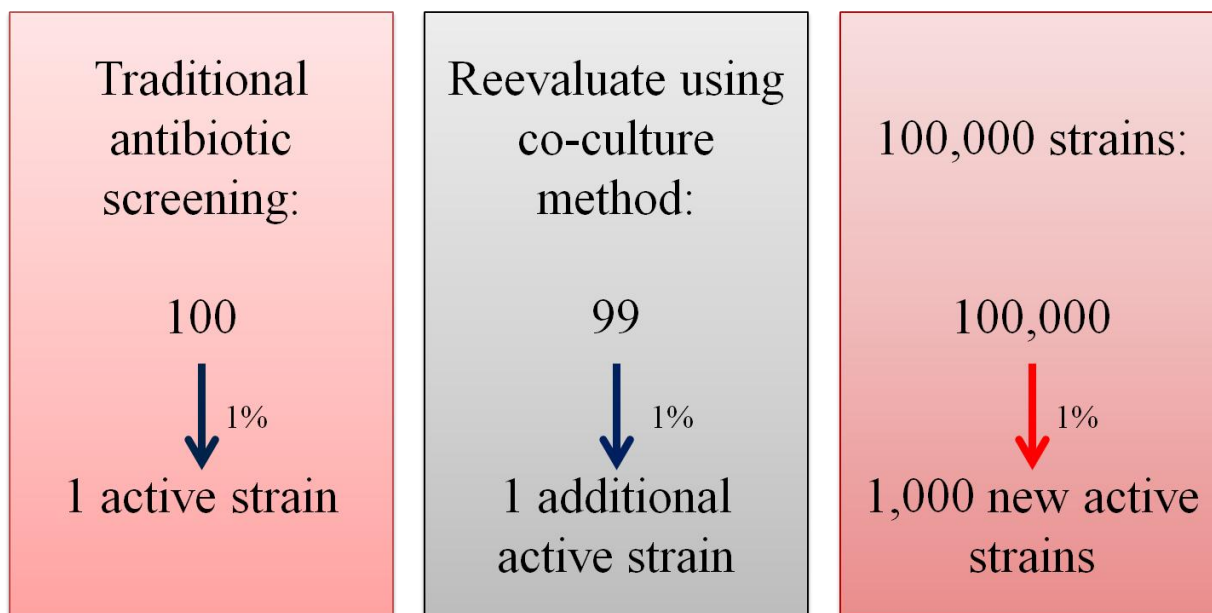 Traditional
antibiotic
screening:
100
1%
1 active strain
Reevaluate using
co-culture
method:
99
1%
1 additional
active strain
100,000 strains:
100,000
1%
1,000 new active
strains